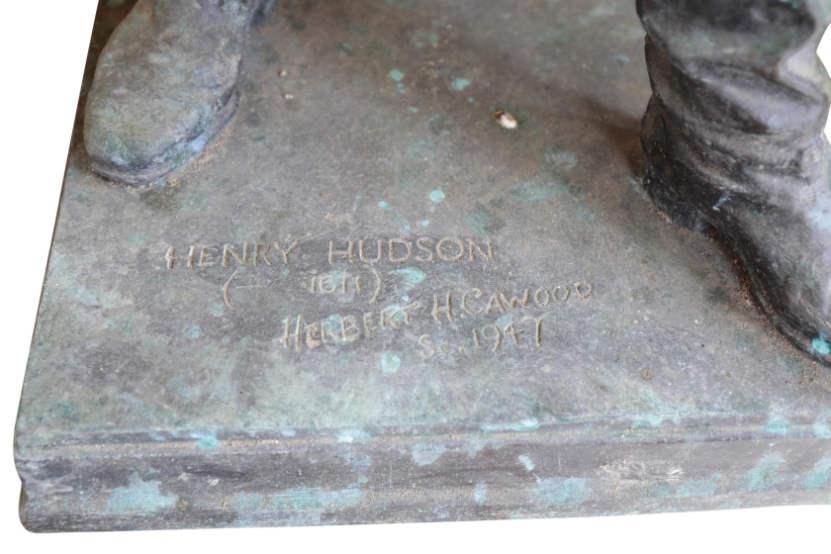 HENRY HUDSON
(— 1611)
HERBERT H. CAWOOD
Sc. 1947